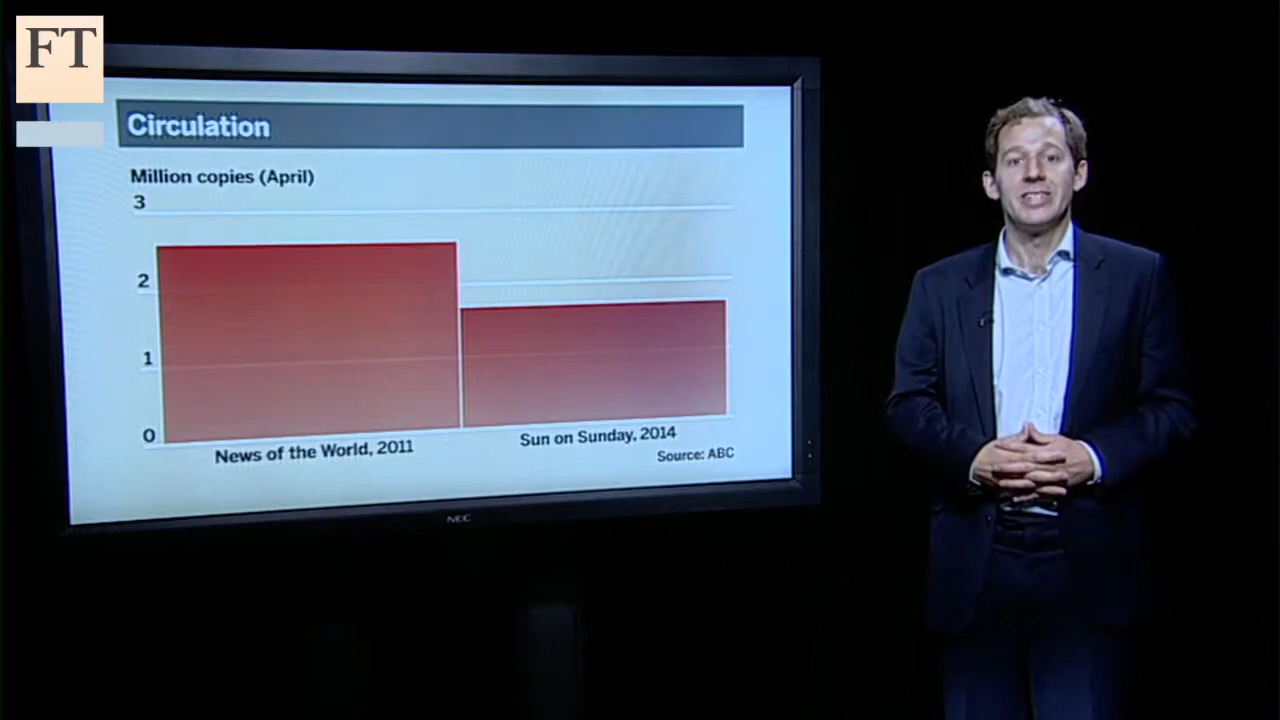 FT
Circulation
Million copies (April)
3
2
1
0
News of the World, 2011
Sun on Sunday, 2014
Source: ABC
NEC